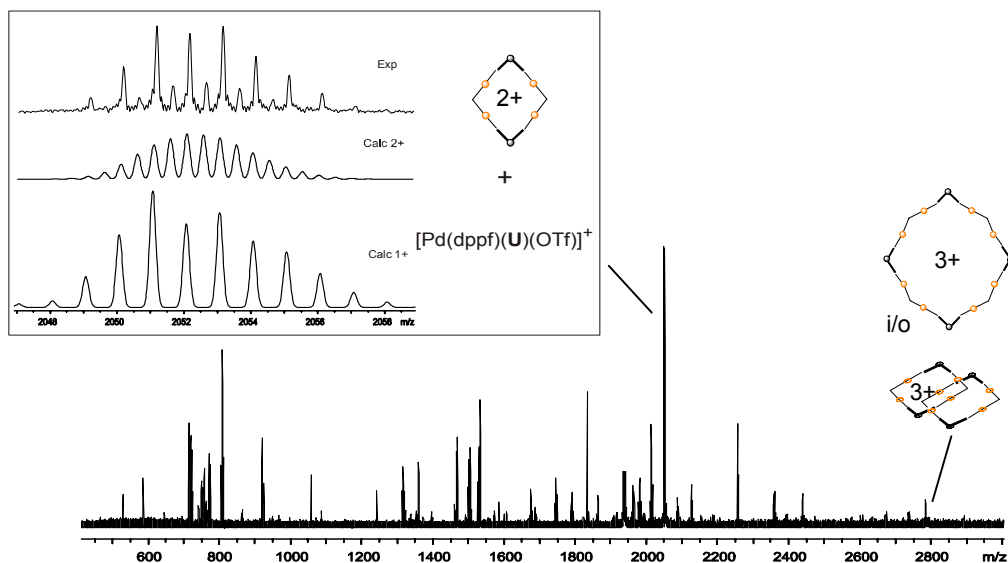 Exp
2+
Calc 2+
+
[Pd(dppf)(U)(OTf)]+
Calc 1+
2048 2050 2052 2054 2056 2058 m/z
3+
i/o
3+
600 800 1000 1200 1400 1600 1800 2000 2200 2400 2600 2800 m/z